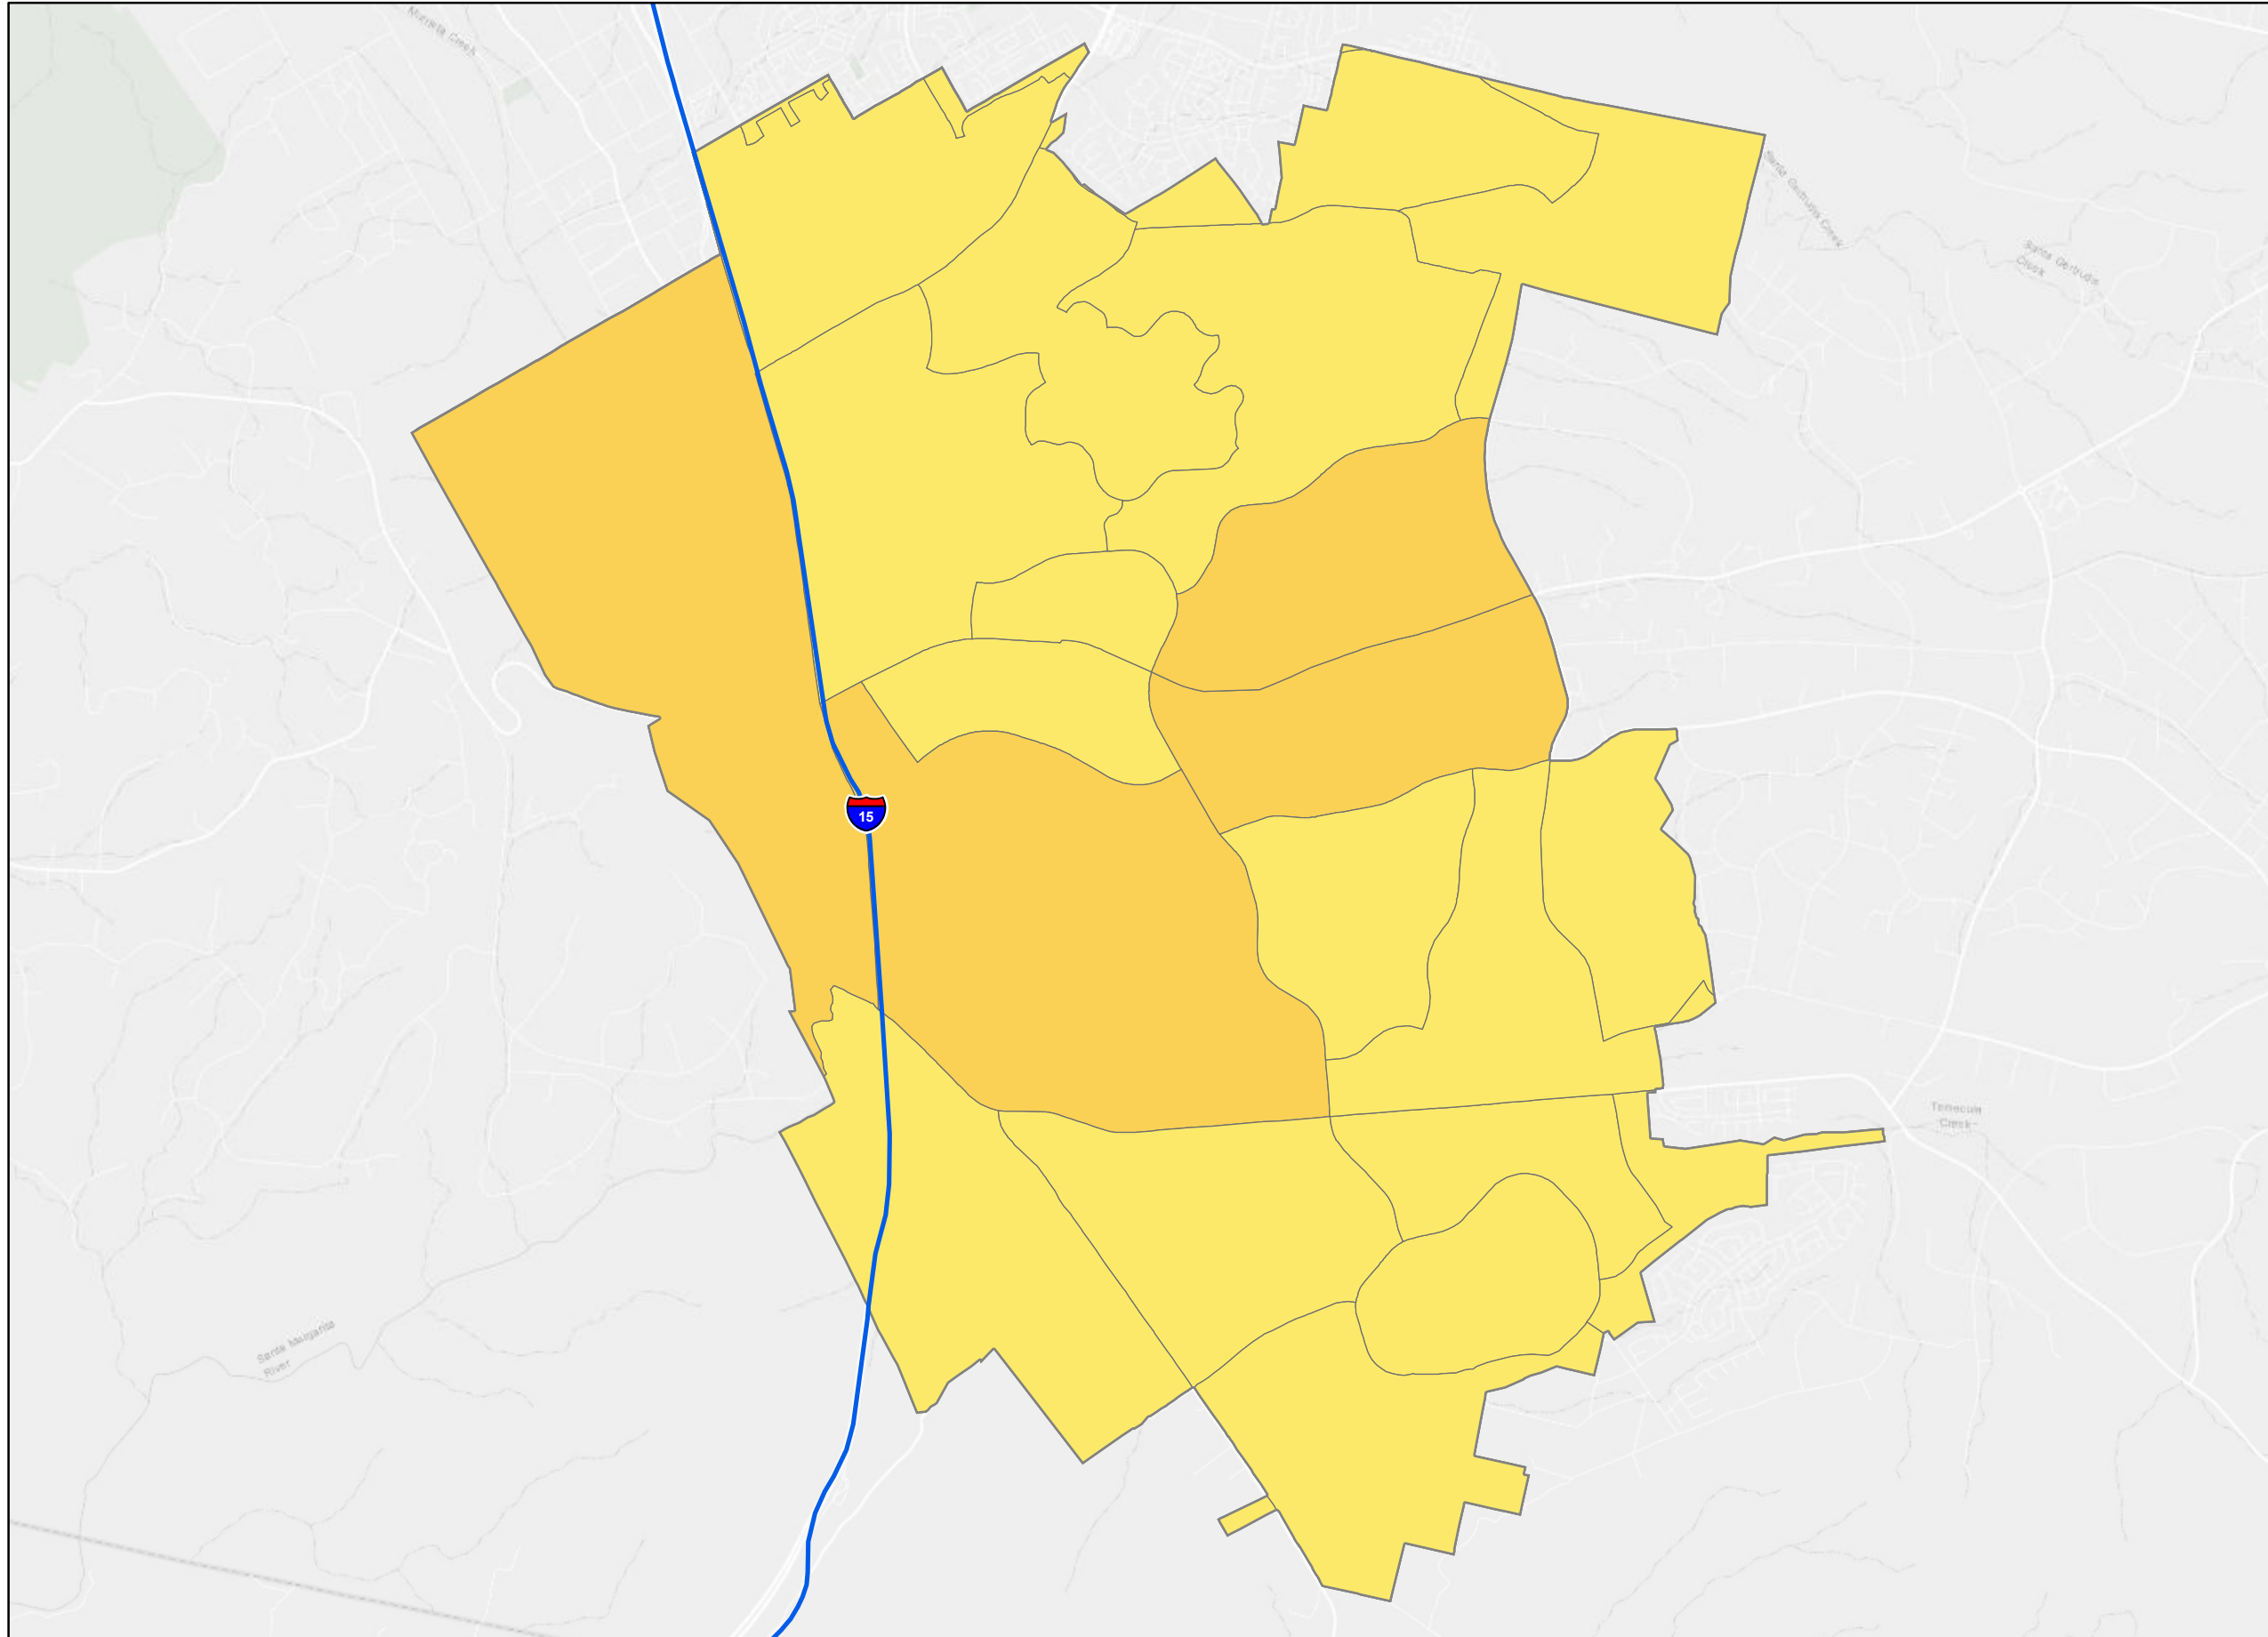 Murrieta Creek
Santa Gertrudis Creek
Santa Gertrudis
Creek
15
Temecula
Creek
Santa Margarita
River